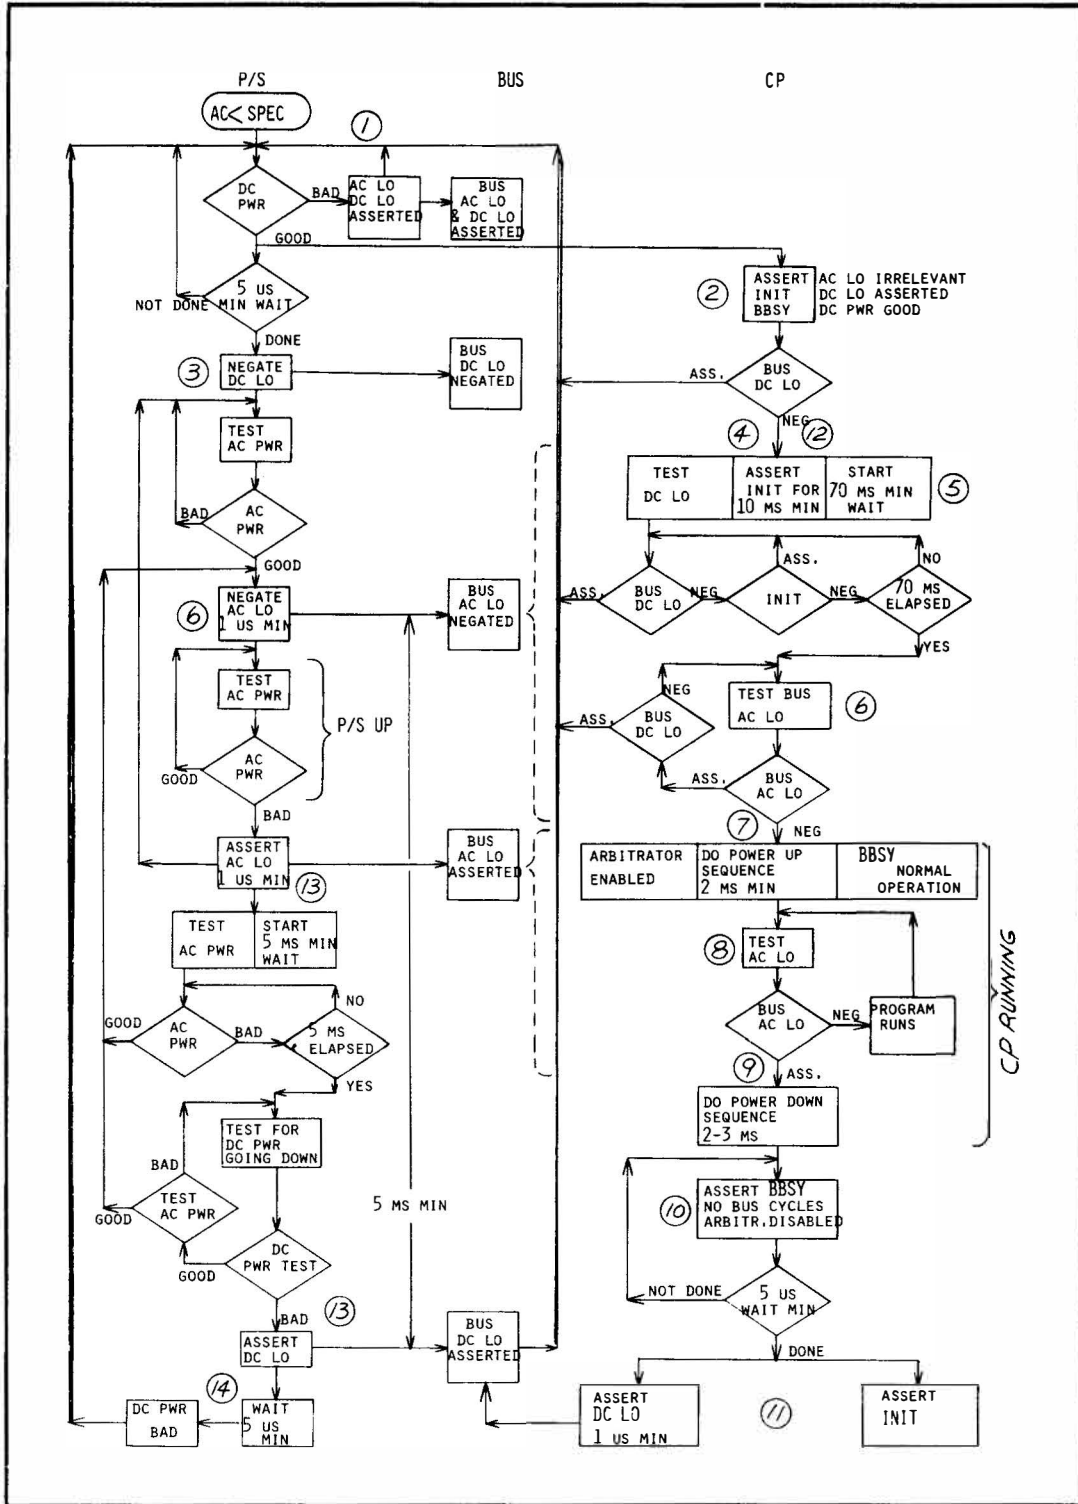 P/S
BUS
CP
AC< SPEC
1
DC
PWR
BAD
AC LO
DC LO
ASSERTED
BUS
AC LO
& DC LO
ASSERTED
GOOD
5 US
MIN WAIT
NOT DONE
DONE
2
ASSERT
INIT
BBSY
AC LO IRRELEVANT
DC LO ASSERTED
DC PWR GOOD
3
NEGATE
DC LO
BUS
DC LO
NEGATED
ASS.
BUS
DC LO
NEG
TEST
AC PWR
4
12
TEST
DC LO
ASSERT
INIT FOR
10 MS MIN
START
70 MS MIN
WAIT
5
BAD
AC
PWR
GOOD
ASS.
NO
ASS.
BUS
DC LO
NEG
INIT
NEG
70 MS
ELAPSED
YES
6
NEGATE
AC LO
1 US MIN
BUS
AC LO
NEGATED
TEST
AC PWR
P/S UP
NEG
ASS.
BUS
DC LO
TEST BUS
AC LO
6
GOOD
AC
PWR
BAD
ASS.
BUS
AC LO
7
NEG
ASSERT
AC LO
1 US MIN
13
BUS
AC LO
ASSERTED
ARBITRATOR
ENABLED
DO POWER UP
SEQUENCE
2 MS MIN
BBSY
NORMAL
OPERATION
TEST
AC PWR
START
5 MS MIN
WAIT
8
TEST
AC LO
CP RUNNING
NO
GOOD
AC
PWR
BAD
5 MS
ELAPSED
YES
BUS
AC LO
NEG
PROGRAM
RUNS
9
ASS.
DO POWER DOWN
SEQUENCE
2-3 MS
TEST FOR
DC PWR
GOING DOWN
BAD
TEST
AC PWR
GOOD
5 MS MIN
10
ASSERT BBSY
NO BUS CYCLES
ARBITR.DISABLED
GOOD
DC
PWR TEST
BAD
13
NOT DONE
5 US
WAIT MIN
DONE
ASSERT
DC LO
BUS
DC LO
ASSERTED
14
DC PWR
BAD
WAIT
5 US
MIN
ASSERT
DC LO
1 US MIN
11
ASSERT
INIT